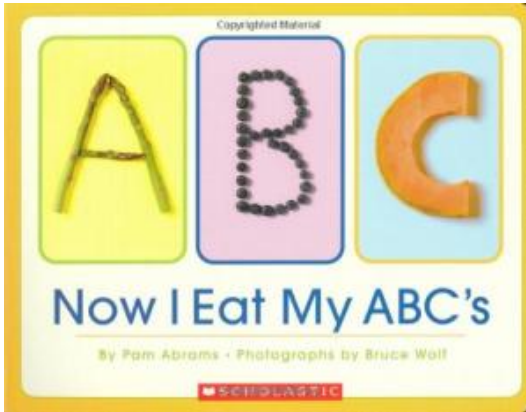 Copyrighted Material
A B C
Now I Eat My ABC's
By Pam Abrams • Photographs by Bruce Wolf
SCHOLASTIC